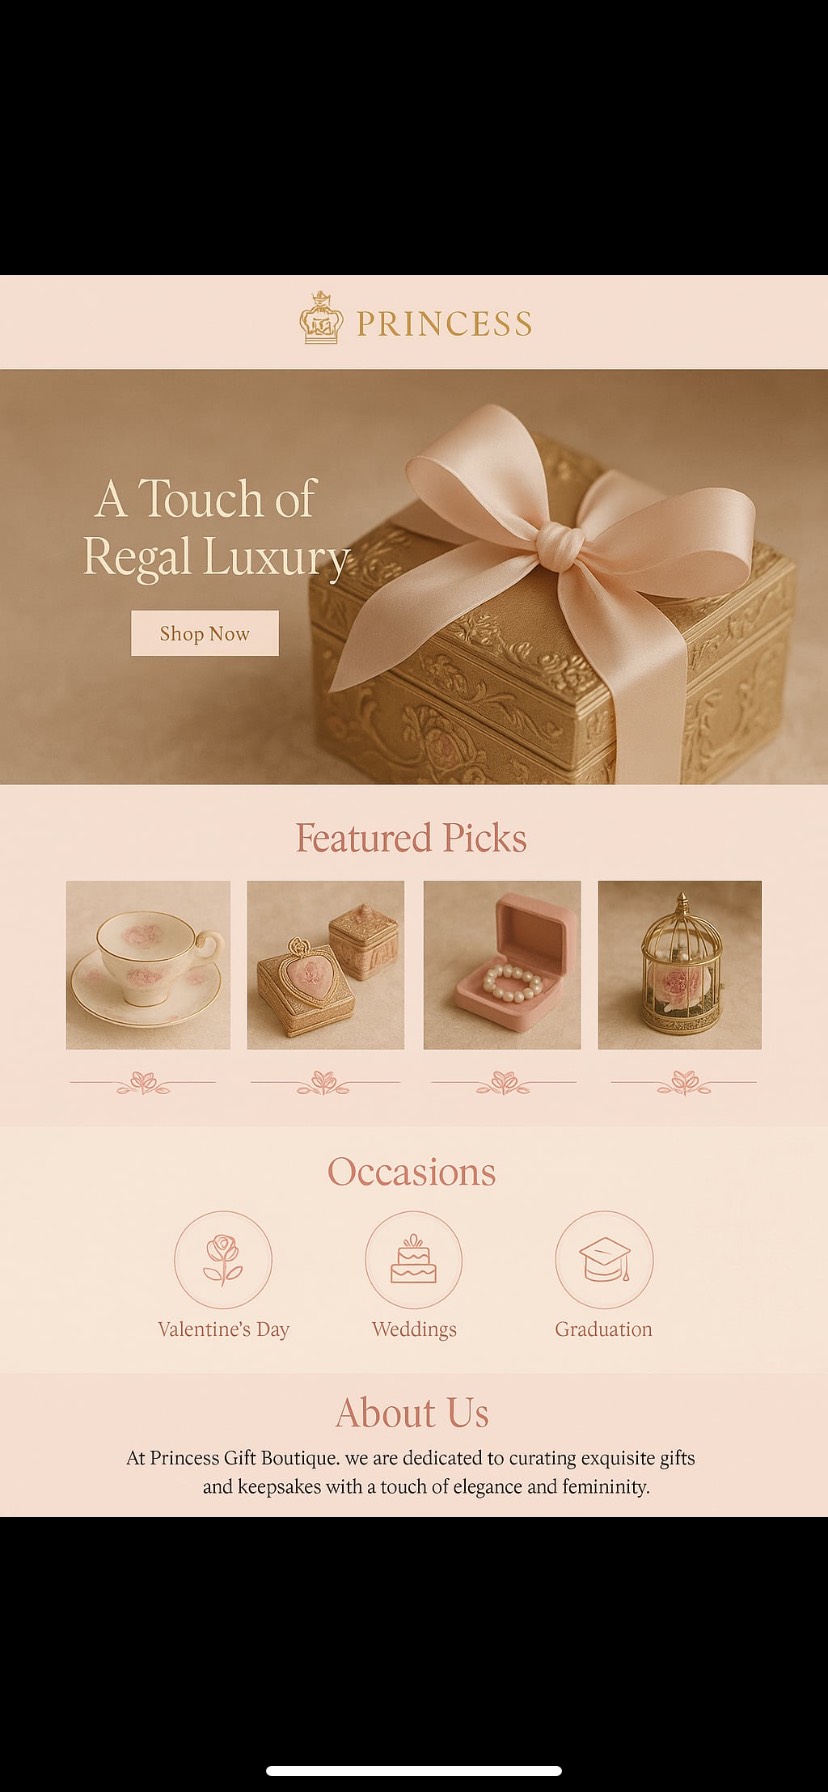 PRINCESS
A Touch of
Regal Luxury
Shop Now
Featured Picks
Occasions
Valentine's Day
Weddings
Graduation
About Us
At Princess Gift Boutique. we are dedicated to curating exquisite gifts
and keepsakes with a touch of elegance and femininity.